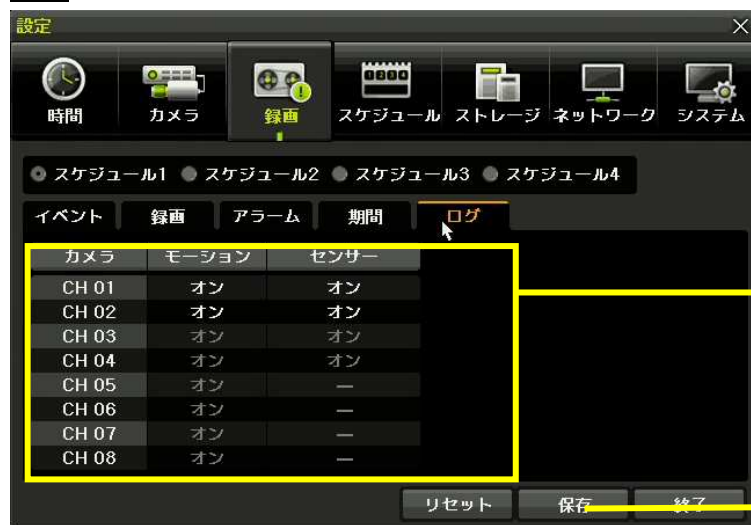 設定
時間 カメラ 録画 スケジュール ストレージ ネットワーク システム
スケジュール1 スケジュール2 スケジュール3 スケジュール4
イベント 録画 アラーム 期間 ログ
カメラ モーション センサー
CH 01 オン オン
CH 02 オン オン
CH 03 オン オン
CH 04 オン オン
CH 05 オン —
CH 06 オン —
CH 07 オン —
CH 08 オン —
リセット 保存 終了